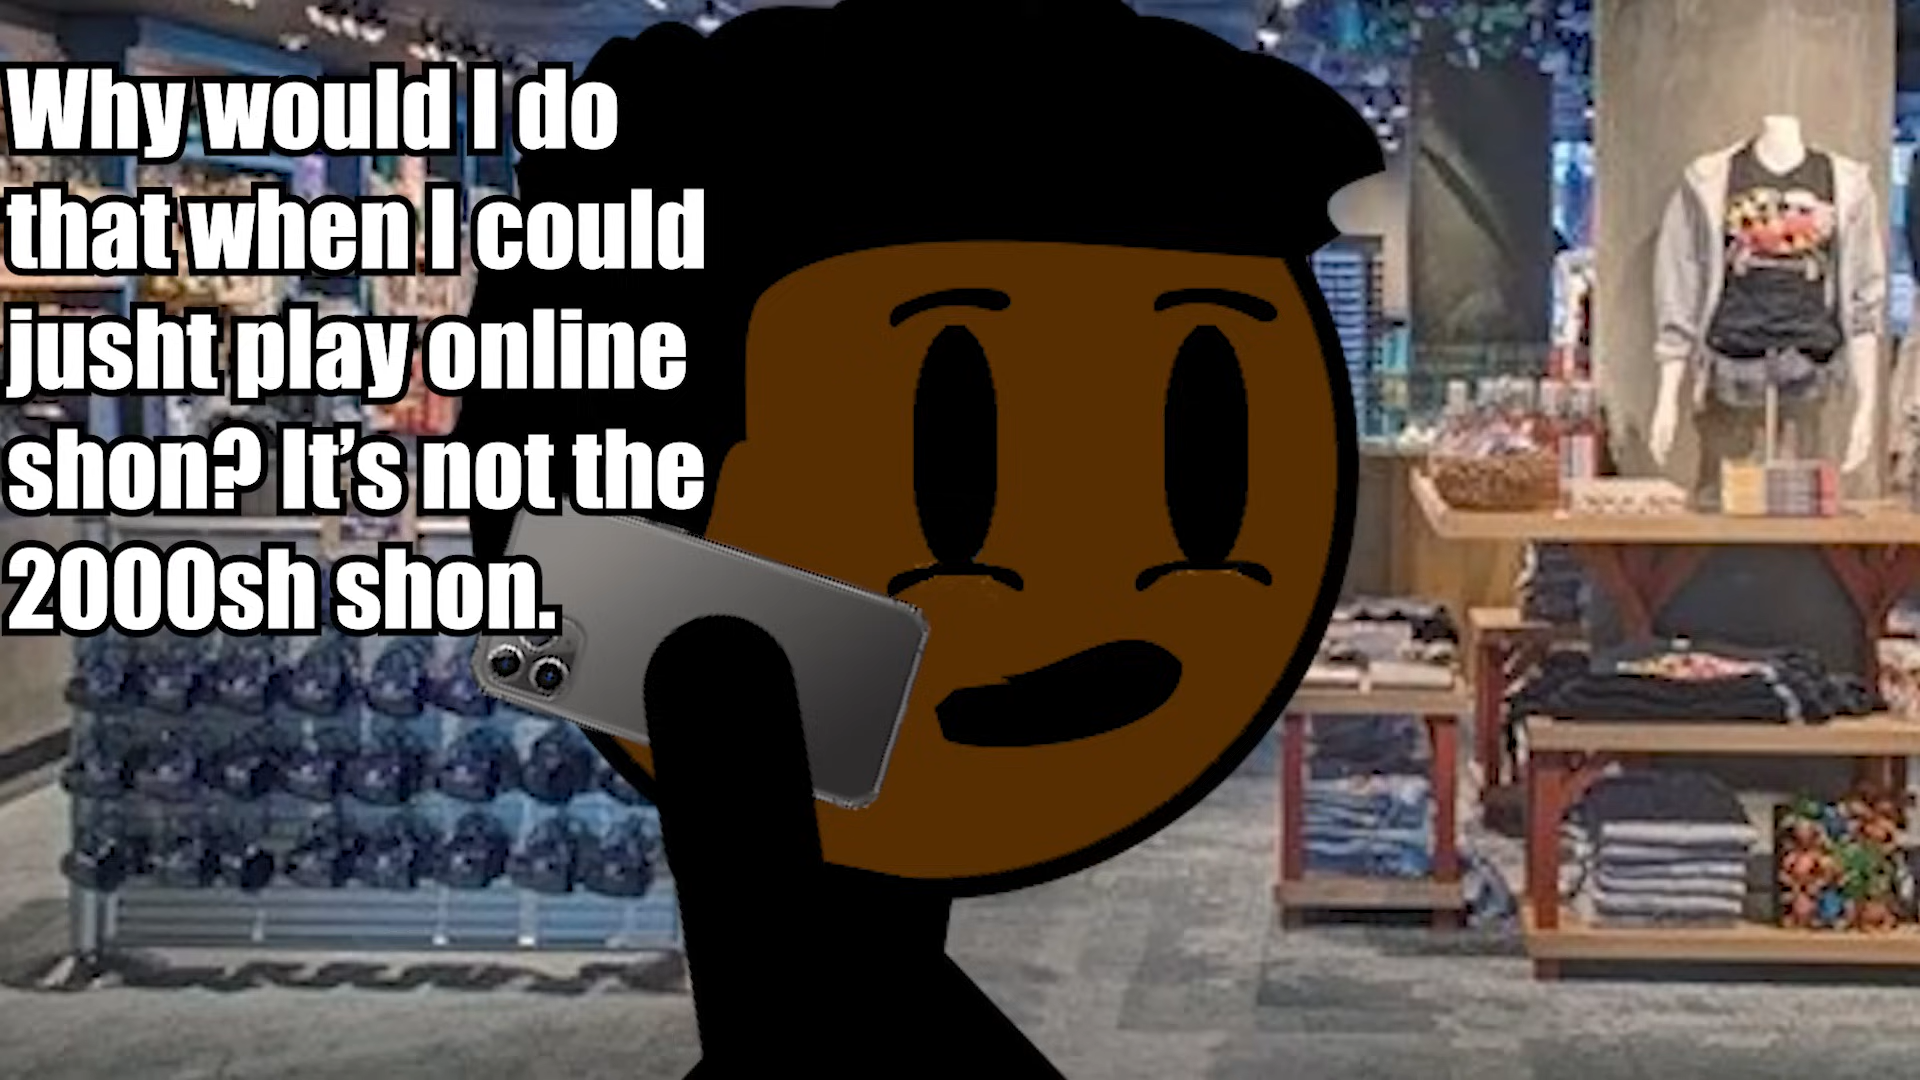 Why would I do
that when I could
jusht play online
shon? It’s not the
2000sh shon.